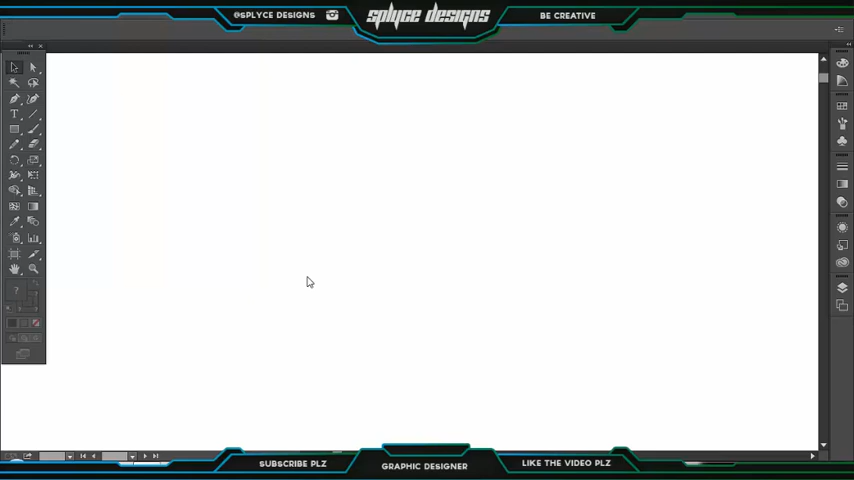 @SPLYCE DESIGNS
SPLYCE DESIGNS
BE CREATIVE
T
?
SUBSCRIBE PLZ
GRAPHIC DESIGNER
LIKE THE VIDEO PLZ